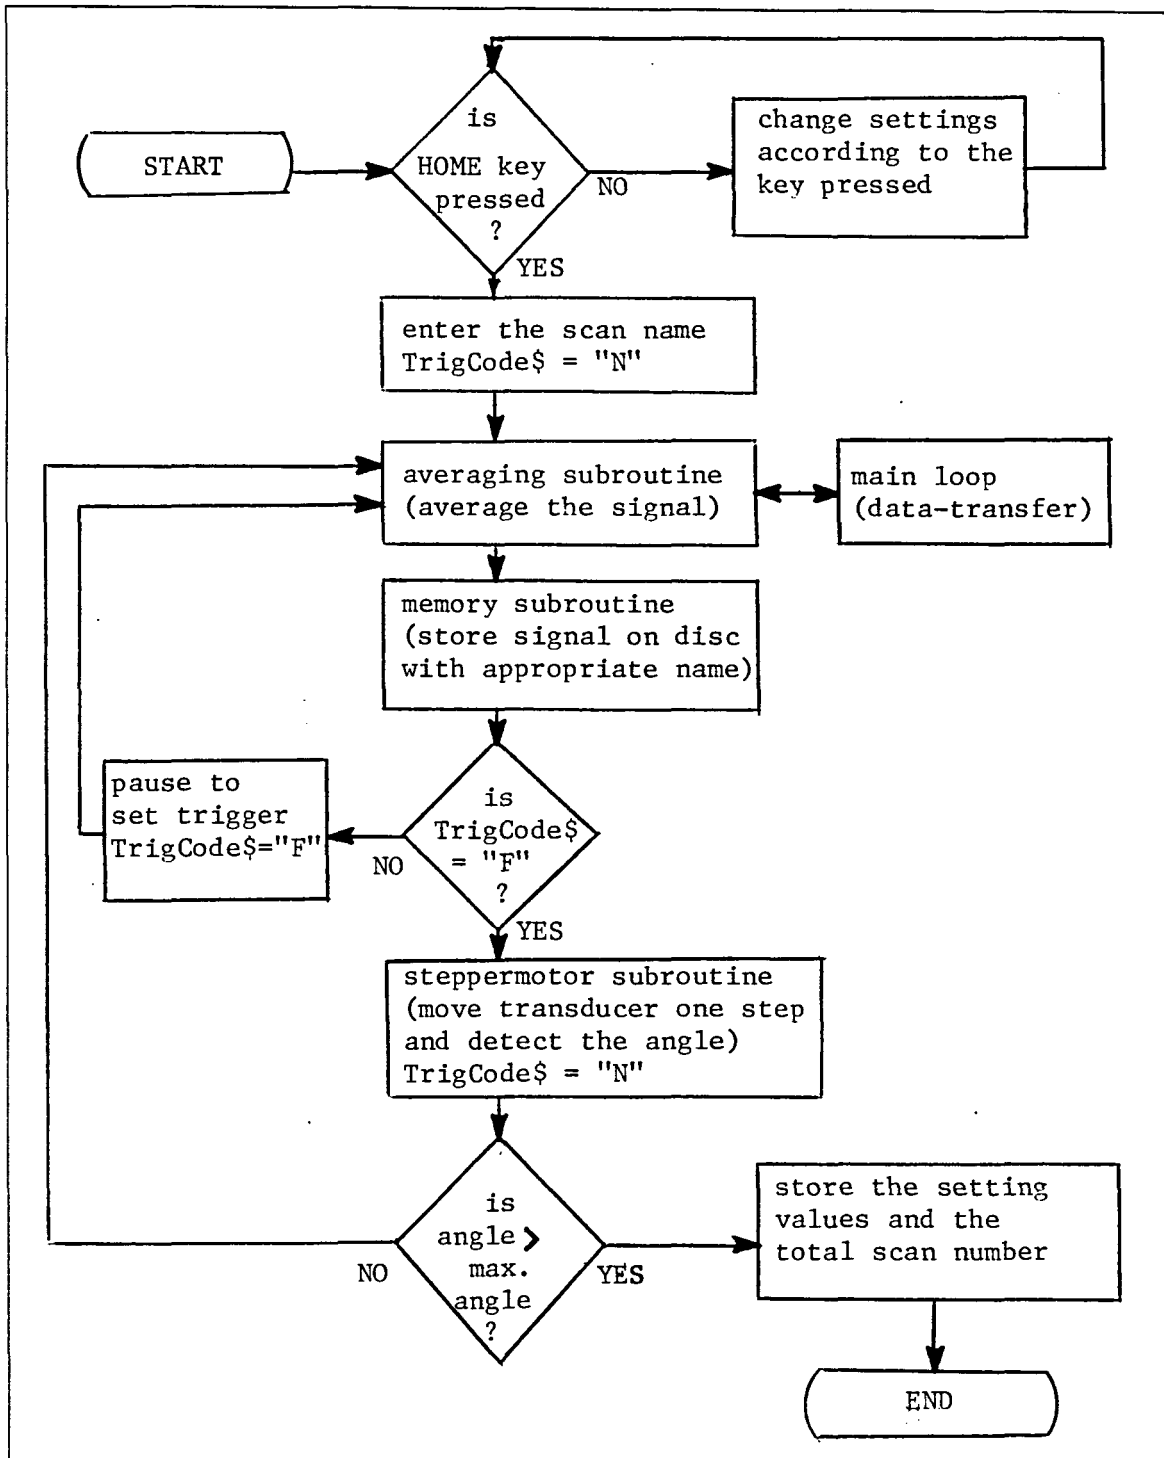 START
is
HOME key
pressed
?
NO
change settings
according to the
key pressed
YES
enter the scan name
TrigCode$ = "N"
averaging subroutine
(average the signal)
main loop
(data-transfer)
memory subroutine
(store signal on disc
with appropriate name)
is
TrigCode$
= "F"
?
NO
pause to
set trigger
TrigCode$="F"
YES
steppermotor subroutine
(move transducer one step
and detect the angle)
TrigCode$ = "N"
is
angle >
max.
angle
?
NO
YES
store the setting
values and the
total scan number
END